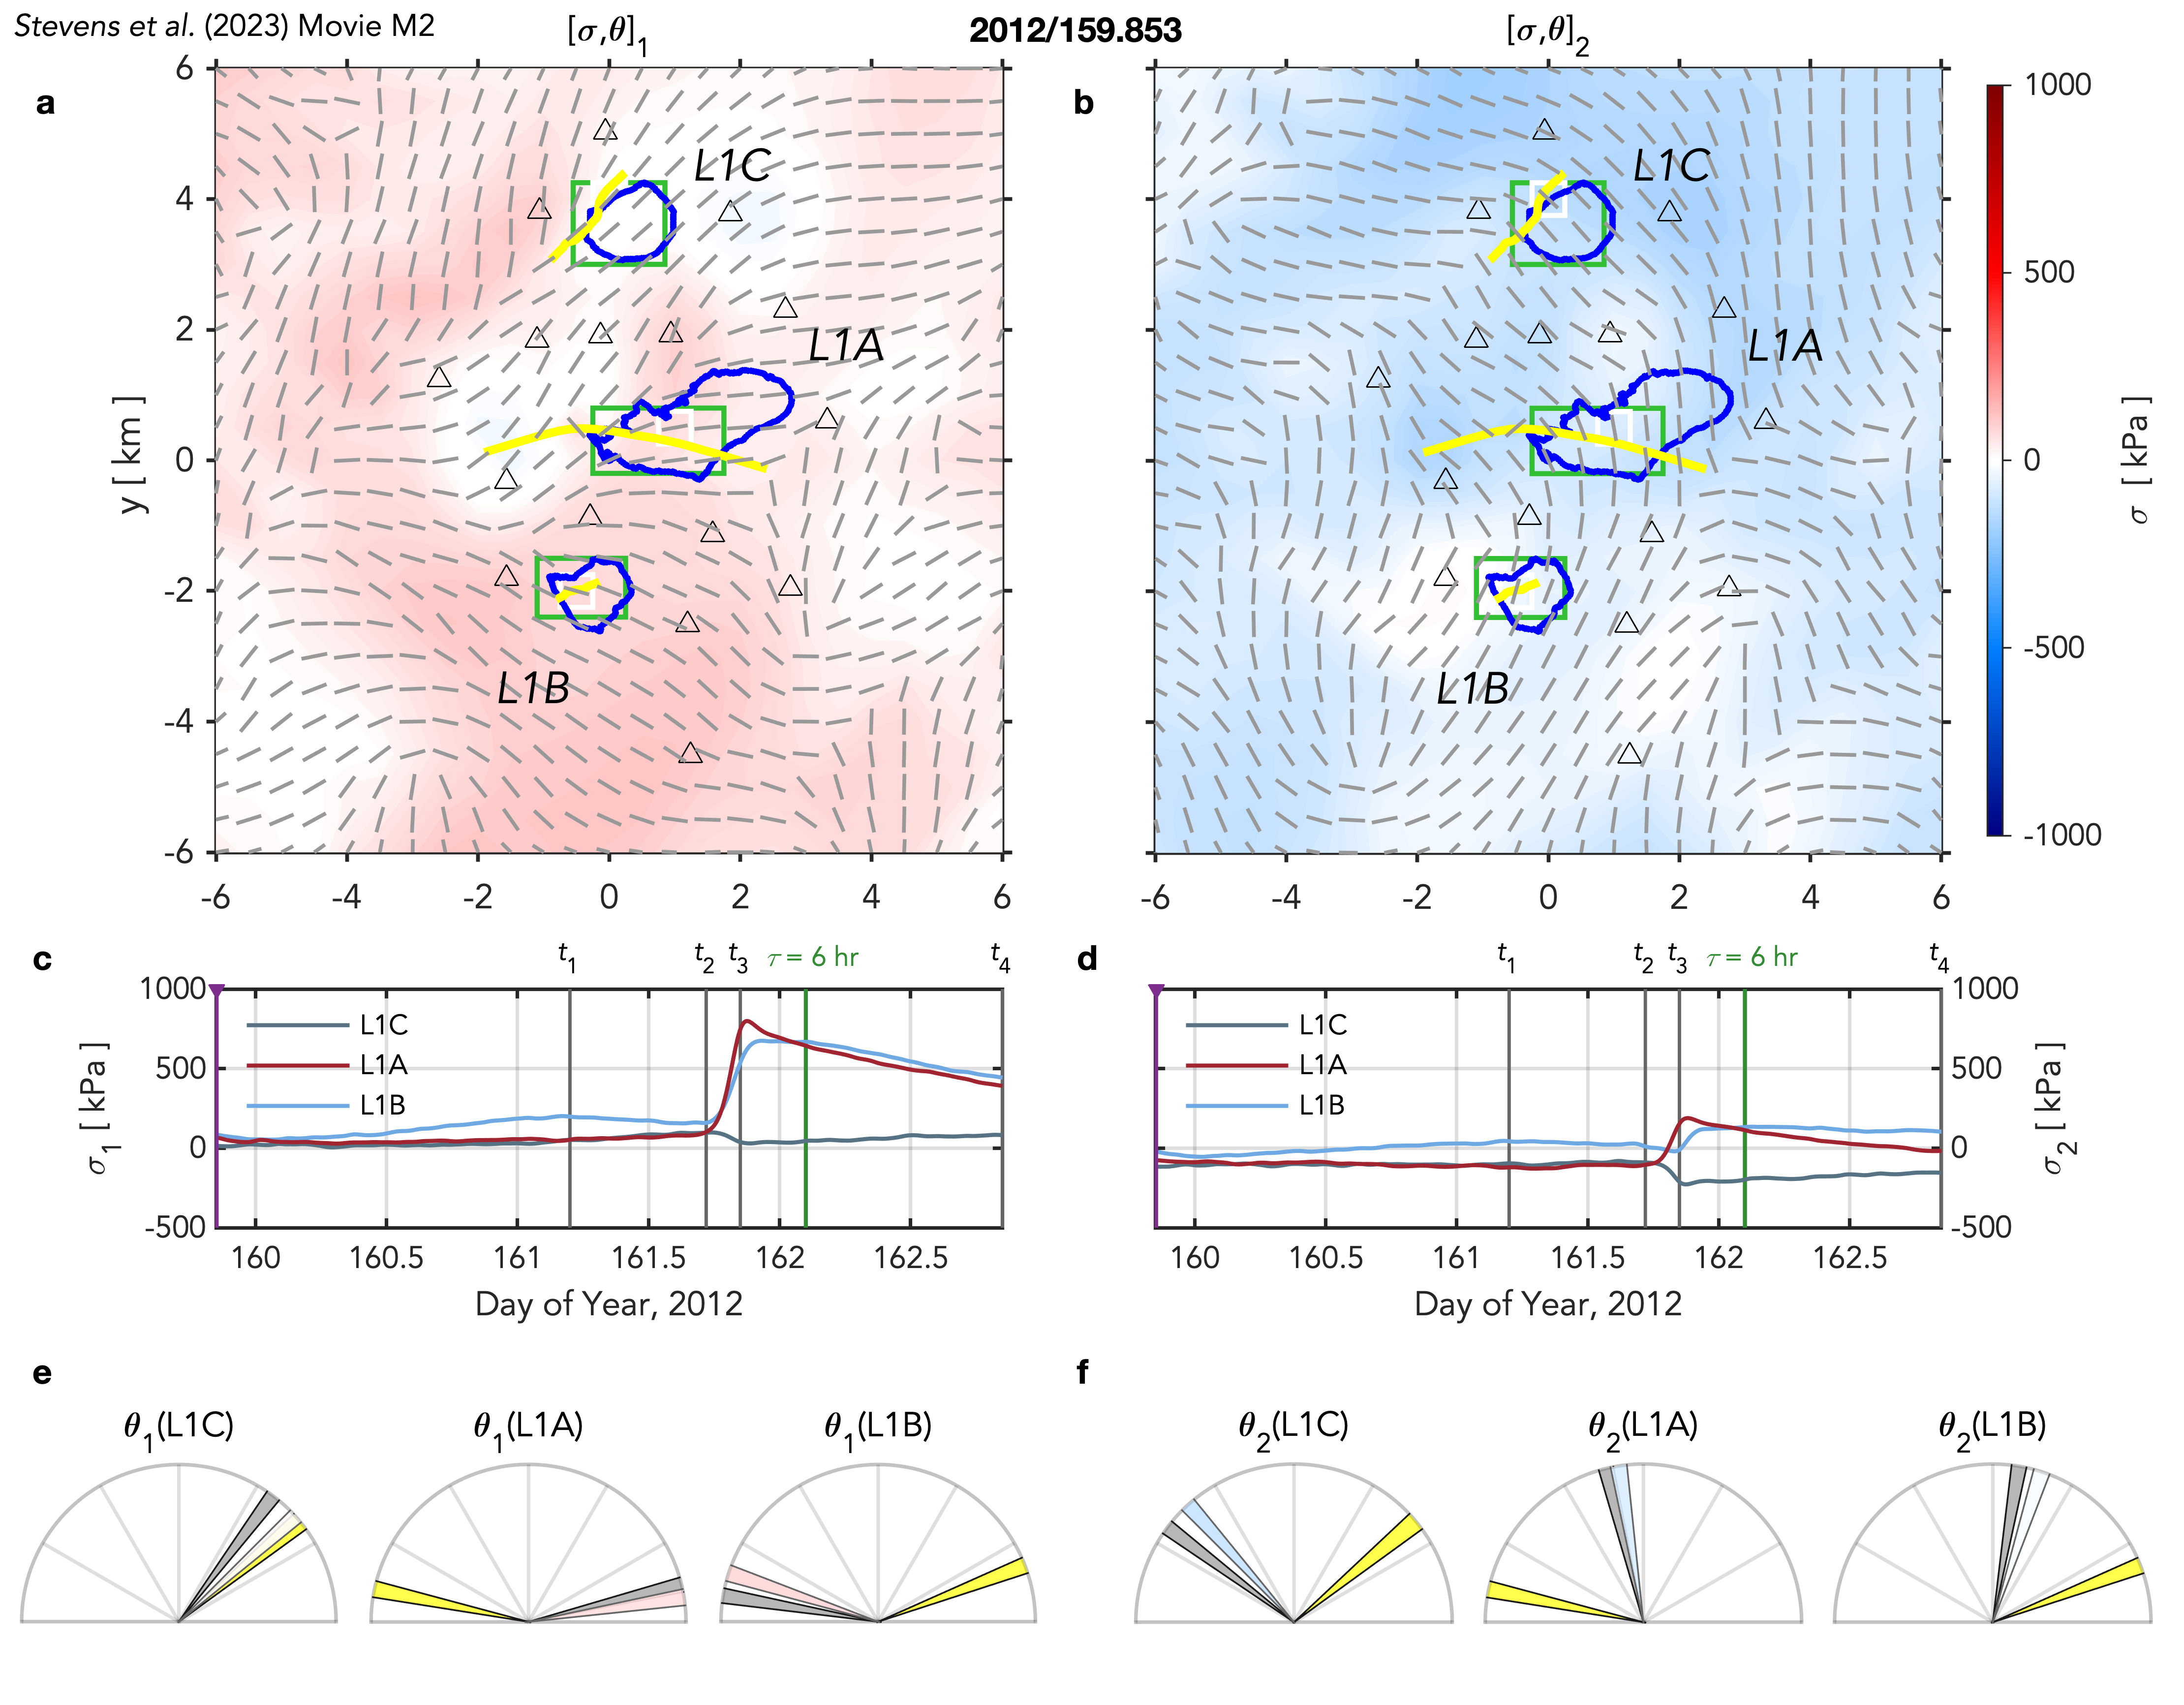 Stevens et al. (2023) Movie M2
[σ,θ]1
2012/159.853
[σ,θ]2
a
6
4
2
0
-2
-4
-6
y [ km ]
L1C
L1A
L1B
-6 -4 -2 0 2 4 6
b
L1C
L1A
L1B
-6 -4 -2 0 2 4 6
1000
500
0
-500
-1000
σ [ kPa ]
c
t1 t2 t3 τ = 6 hr t4
1000
500
0
-500
σ1 [ kPa ]
L1C
L1A
L1B
160 160.5 161 161.5 162 162.5
Day of Year, 2012
d
t1 t2 t3 τ = 6 hr t4
L1C
L1A
L1B
1000
500
0
-500
σ2 [ kPa ]
160 160.5 161 161.5 162 162.5
Day of Year, 2012
e
θ1(L1C) θ1(L1A) θ1(L1B)
f
θ2(L1C) θ2(L1A) θ2(L1B)